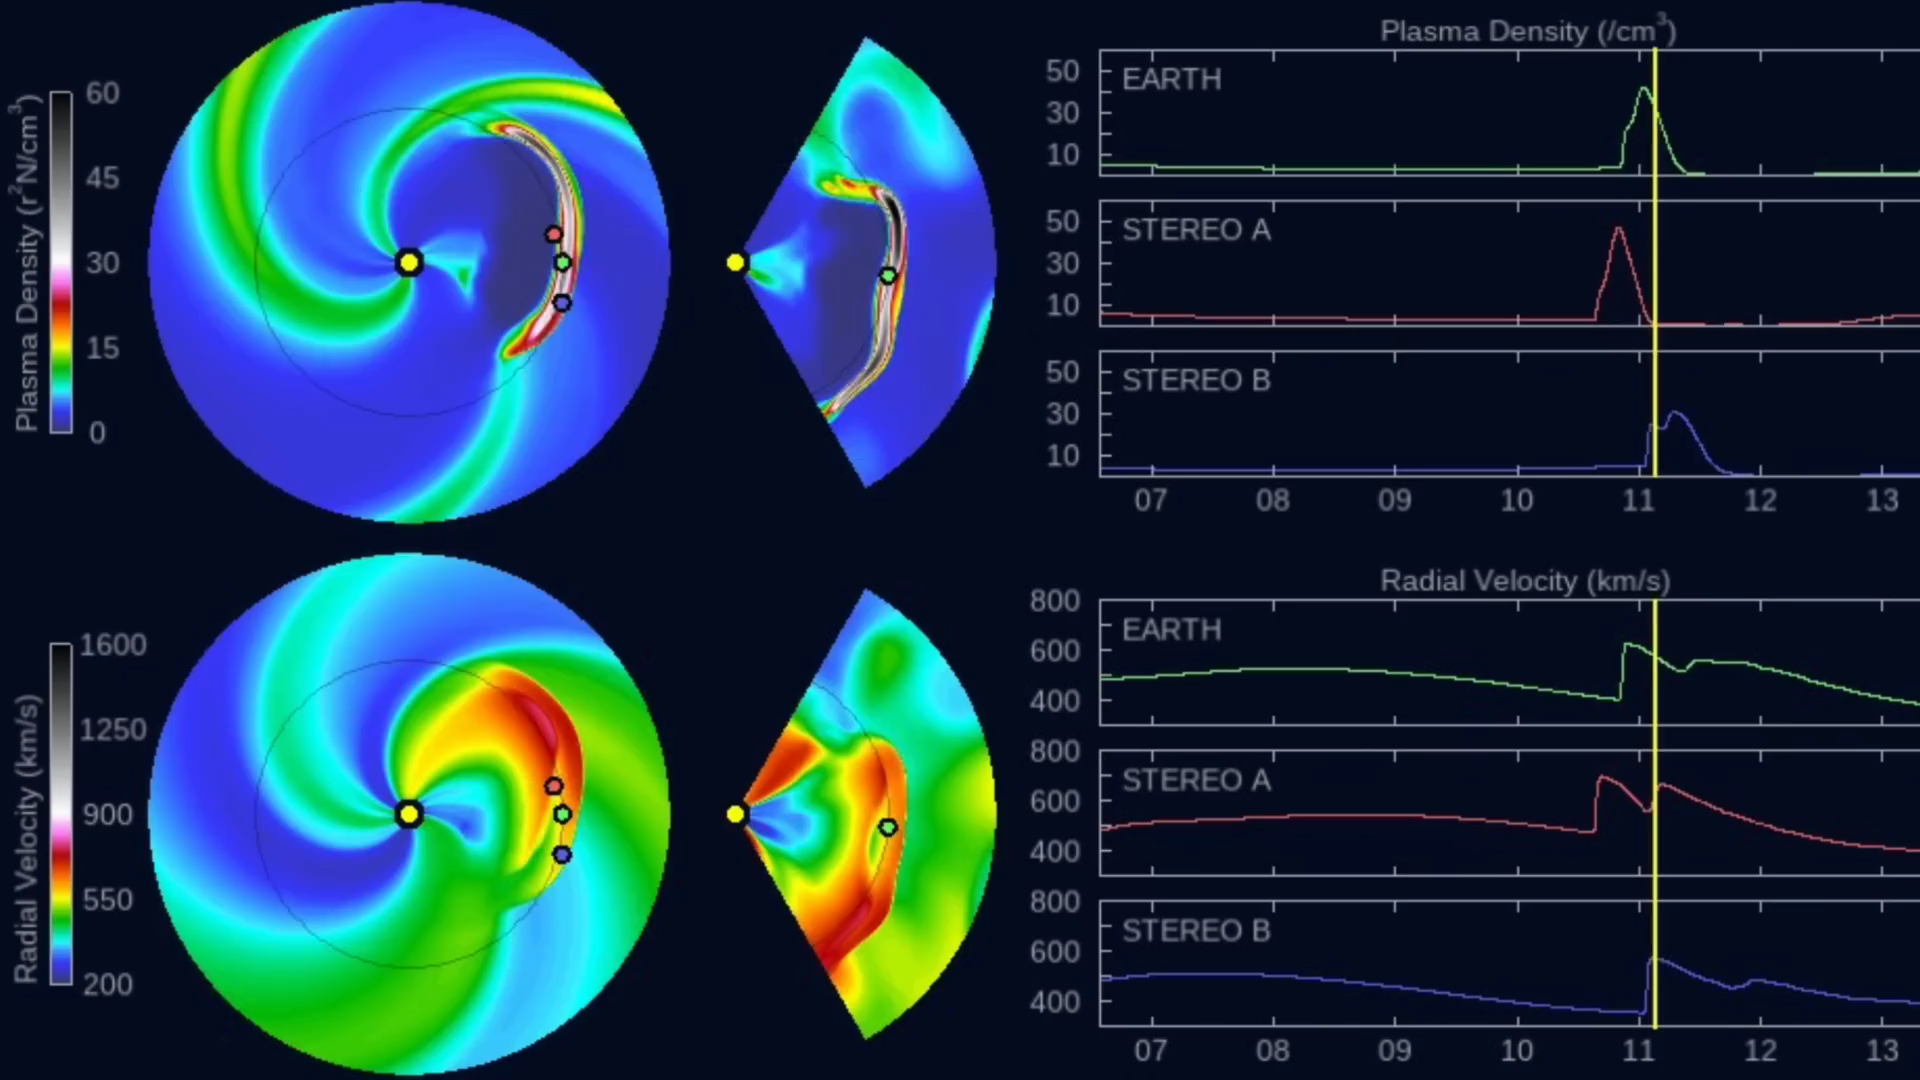 Plasma Density (r²N/cm³)
60
45
30
15
0
Plasma Density (/cm³)
EARTH
50
30
10
STEREO A
50
30
10
STEREO B
50
30
10
07 08 09 10 11 12 13
Radial Velocity (km/s)
1600
1250
900
550
200
Radial Velocity (km/s)
800
EARTH
600
400
800
STEREO A
600
400
800
STEREO B
600
400
07 08 09 10 11 12 13